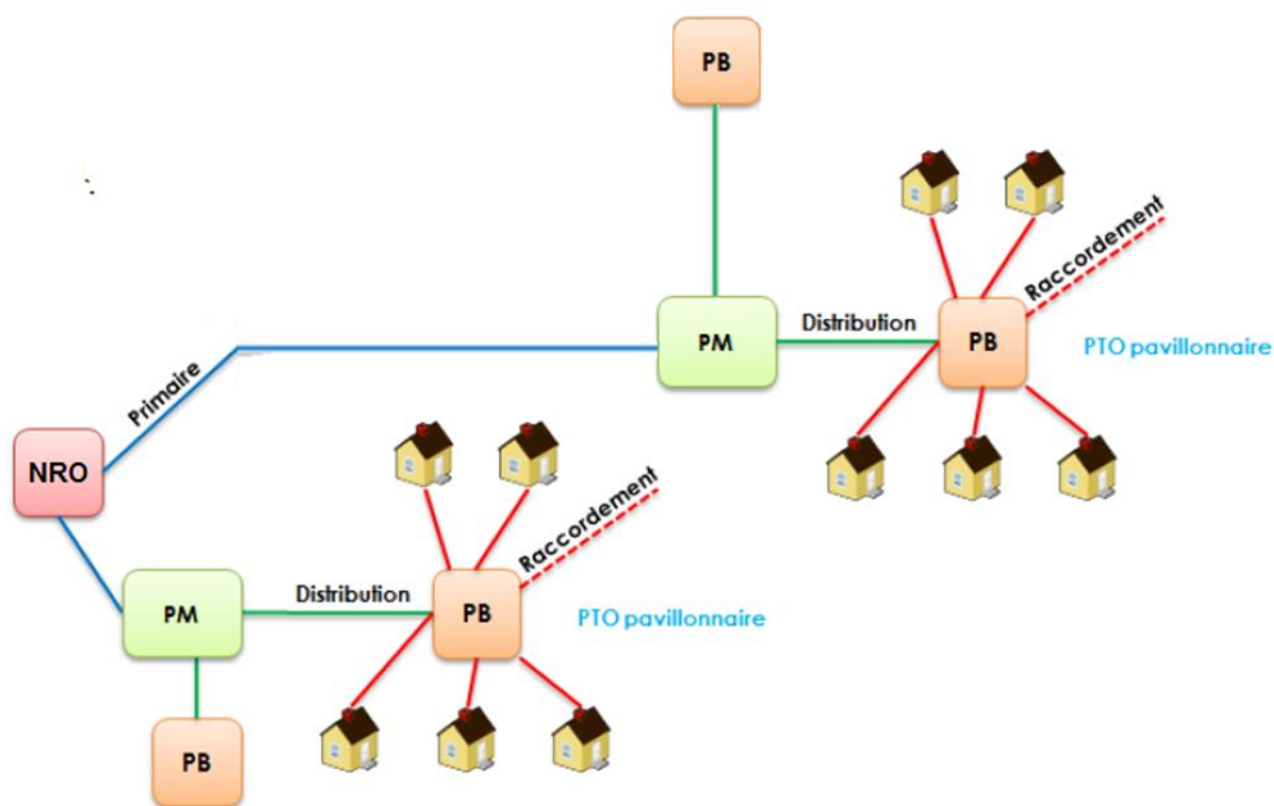 PB
Raccordement
PM
Distribution
PB
PTO pavillonnaire
Primaire
NRO
Raccordement
PM
Distribution
PB
PTO pavillonnaire
PB